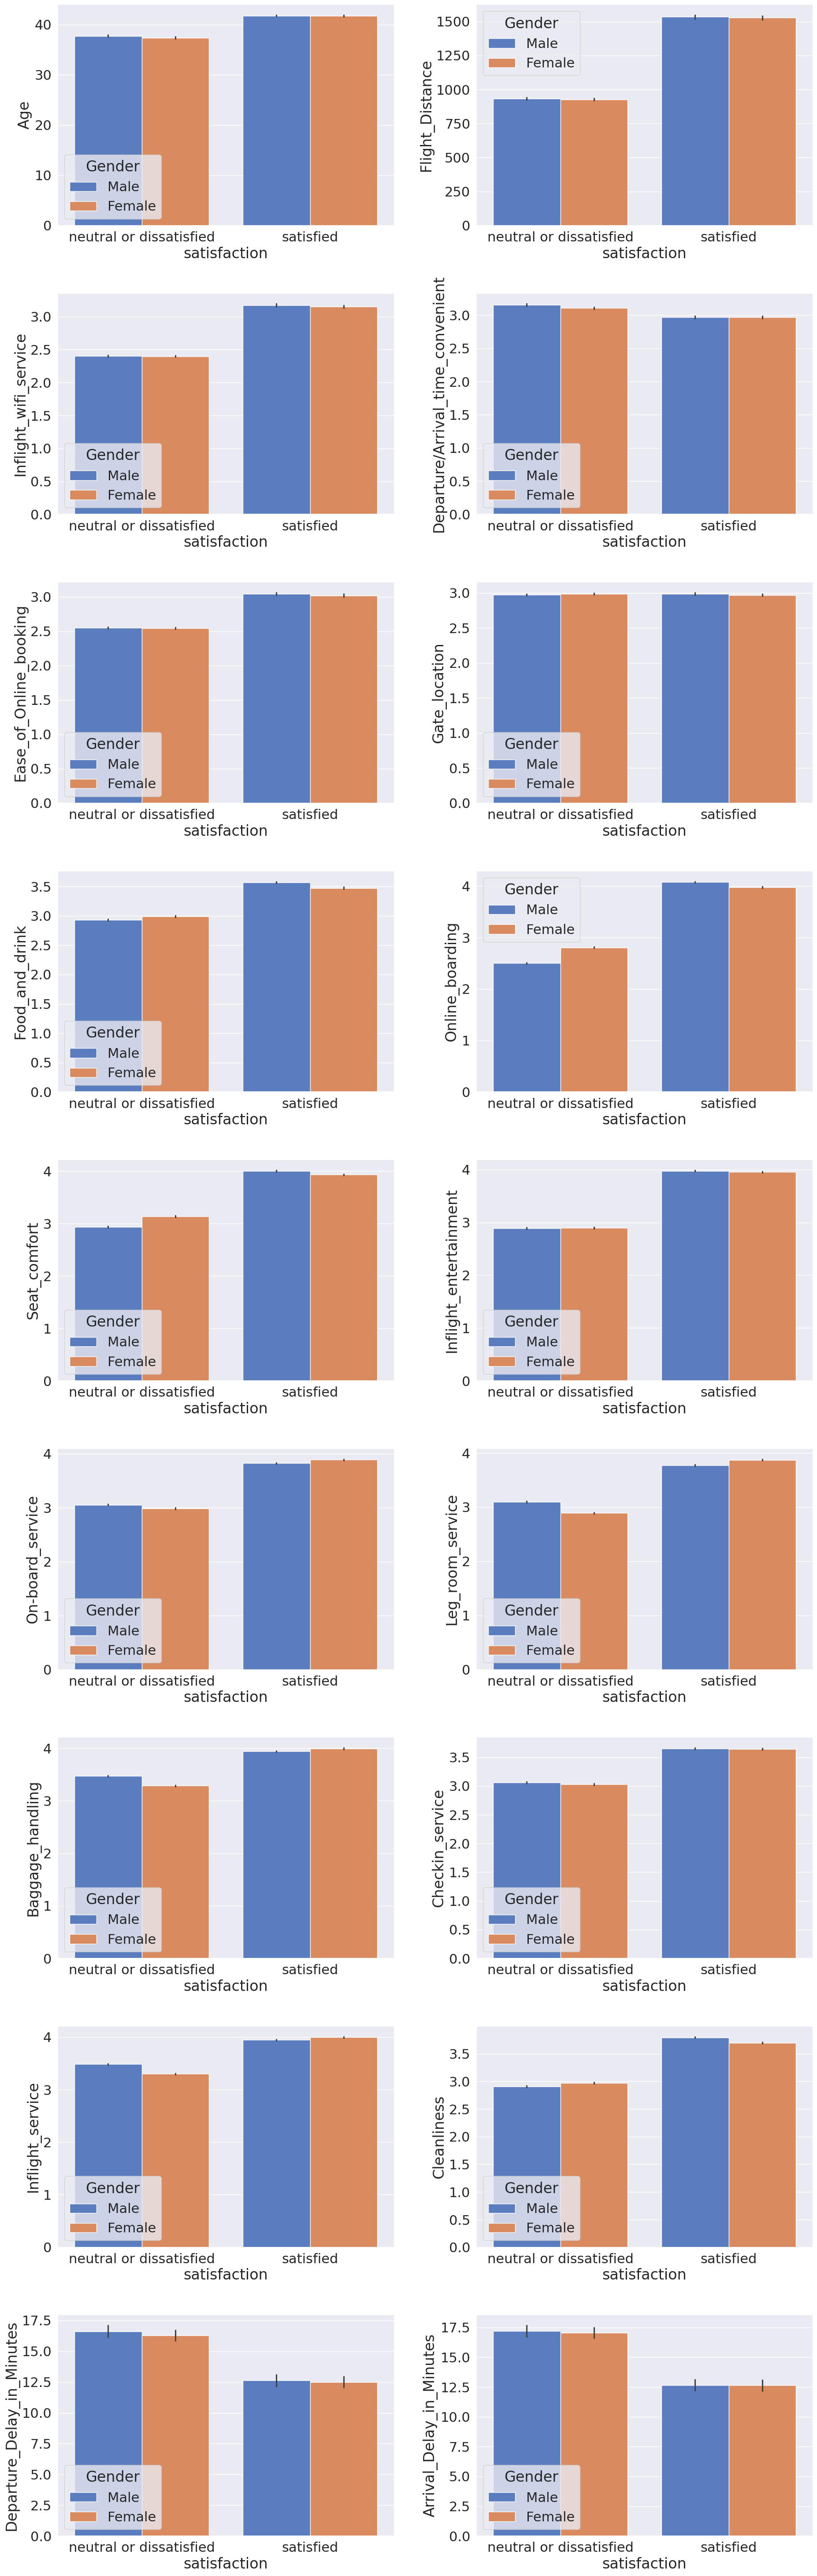 Age
40
30
20
10
0
Gender
Male
Female
neutral or dissatisfied
satisfied
satisfaction
Flight_Distance
1500
1250
1000
750
500
250
0
Gender
Male
Female
neutral or dissatisfied
satisfied
satisfaction
Inflight_wifi_service
3.0
2.5
2.0
1.5
1.0
0.5
0.0
Gender
Male
Female
neutral or dissatisfied
satisfied
satisfaction
Departure/Arrival_time_convenient
3.0
2.5
2.0
1.5
1.0
0.5
0.0
Gender
Male
Female
neutral or dissatisfied
satisfied
satisfaction
Ease_of_Online_booking
3.0
2.5
2.0
1.5
1.0
0.5
0.0
Gender
Male
Female
neutral or dissatisfied
satisfied
satisfaction
Gate_location
3.0
2.5
2.0
1.5
1.0
0.5
0.0
Gender
Male
Female
neutral or dissatisfied
satisfied
satisfaction
Food_and_drink
3.5
3.0
2.5
2.0
1.5
1.0
0.5
0.0
Gender
Male
Female
neutral or dissatisfied
satisfied
satisfaction
Online_boarding
4
3
2
1
0
Gender
Male
Female
neutral or dissatisfied
satisfied
satisfaction
Seat_comfort
4
3
2
1
0
Gender
Male
Female
neutral or dissatisfied
satisfied
satisfaction
Inflight_entertainment
4
3
2
1
0
Gender
Male
Female
neutral or dissatisfied
satisfied
satisfaction
On-board_service
4
3
2
1
0
Gender
Male
Female
neutral or dissatisfied
satisfied
satisfaction
Leg_room_service
4
3
2
1
0
Gender
Male
Female
neutral or dissatisfied
satisfied
satisfaction
Baggage_handling
4
3
2
1
0
Gender
Male
Female
neutral or dissatisfied
satisfied
satisfaction
Checkin_service
3.5
3.0
2.5
2.0
1.5
1.0
0.5
0.0
Gender
Male
Female
neutral or dissatisfied
satisfied
satisfaction
Inflight_service
4
3
2
1
0
Gender
Male
Female
neutral or dissatisfied
satisfied
satisfaction
Cleanliness
3.5
3.0
2.5
2.0
1.5
1.0
0.5
0.0
Gender
Male
Female
neutral or dissatisfied
satisfied
satisfaction
Departure_Delay_in_Minutes
17.5
15.0
12.5
10.0
7.5
5.0
2.5
0.0
Gender
Male
Female
neutral or dissatisfied
satisfied
satisfaction
Arrival_Delay_in_Minutes
17.5
15.0
12.5
10.0
7.5
5.0
2.5
0.0
Gender
Male
Female
neutral or dissatisfied
satisfied
satisfaction